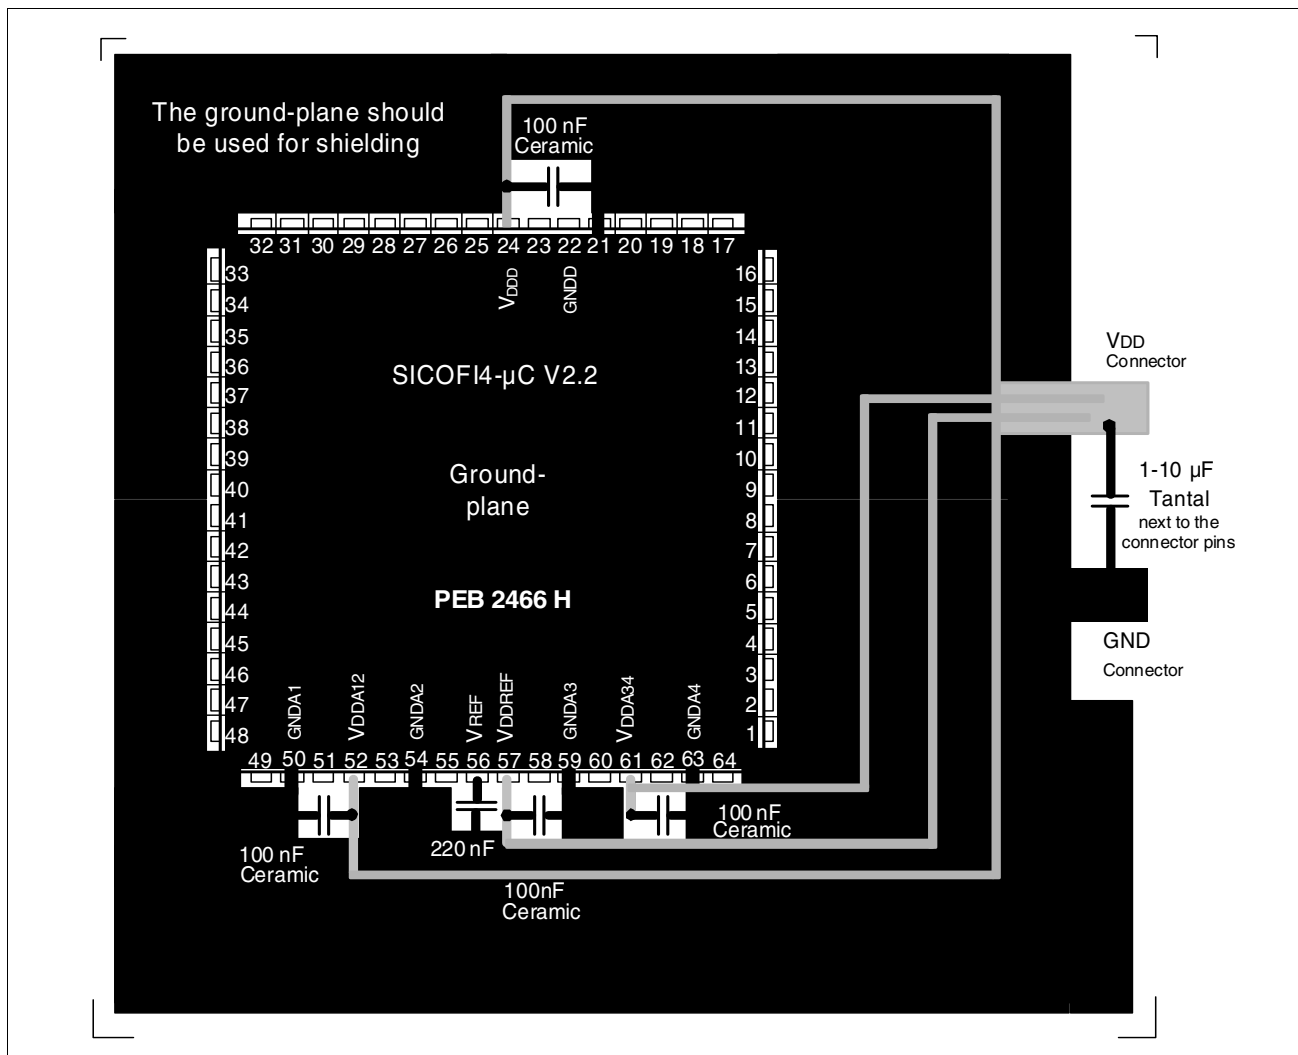 The ground-plane should
be used for shielding
100 nF
Ceramic
32 31 30 29 28 27 26 25 24 23 22 21 20 19 18 17
VDDD
GNDD
33
34
35
36
37
38
39
40
41
42
43
44
45
46
47
48
16
15
14
13
12
11
10
9
8
7
6
5
4
3
2
1
SICOFI4-µC V2.2
Ground-
plane
PEB 2466 H
VDD
Connector
1-10 µF
Tantal
next to the
connector pins
GND
Connector
GNDA1
VDDA12
GNDA2
VREF
VDDREF
GNDA3
VDDA34
GNDA4
49 50 51 52 53 54 55 56 57 58 59 60 61 62 63 64
100 nF
Ceramic
220 nF
100nF
Ceramic
100 nF
Ceramic